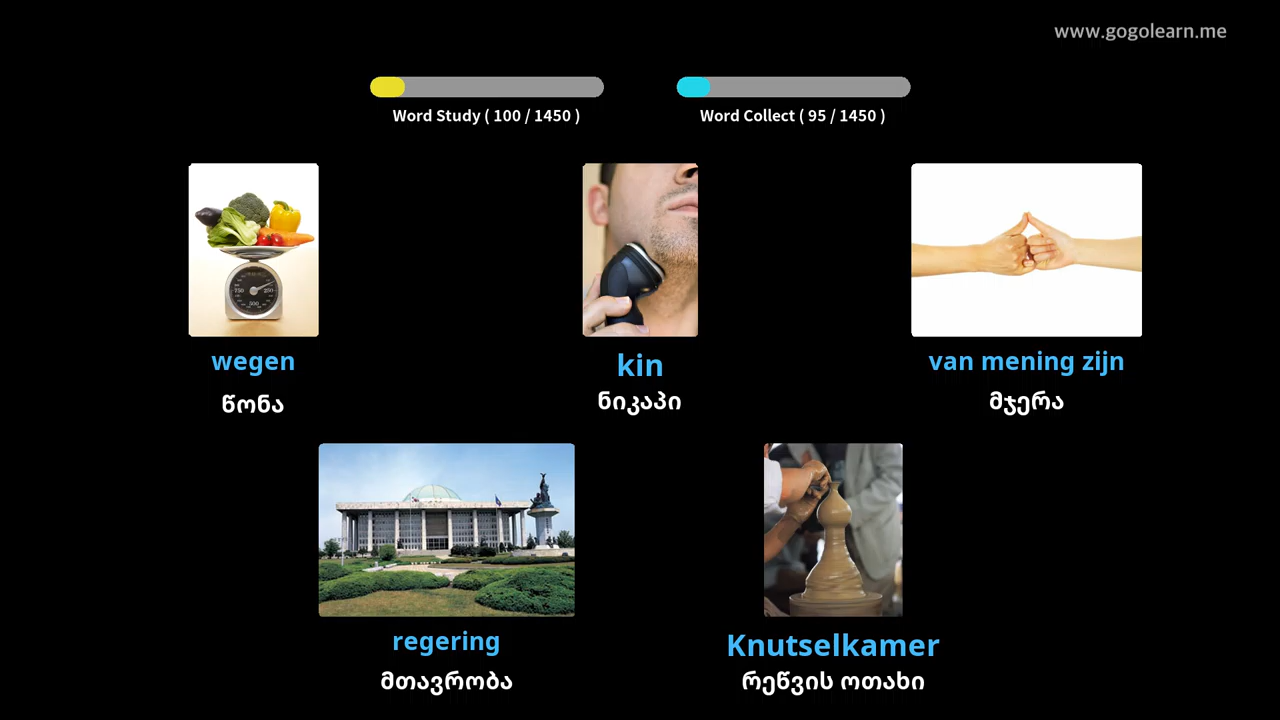 www.gogolearn.me
Word Study ( 100 / 1450 )
Word Collect ( 95 / 1450 )
wegen
წონა
kin
ნიკაპი
van mening zijn
მჯერა
regering
მთავრობა
Knutselkamer
რეწვის ოთახი